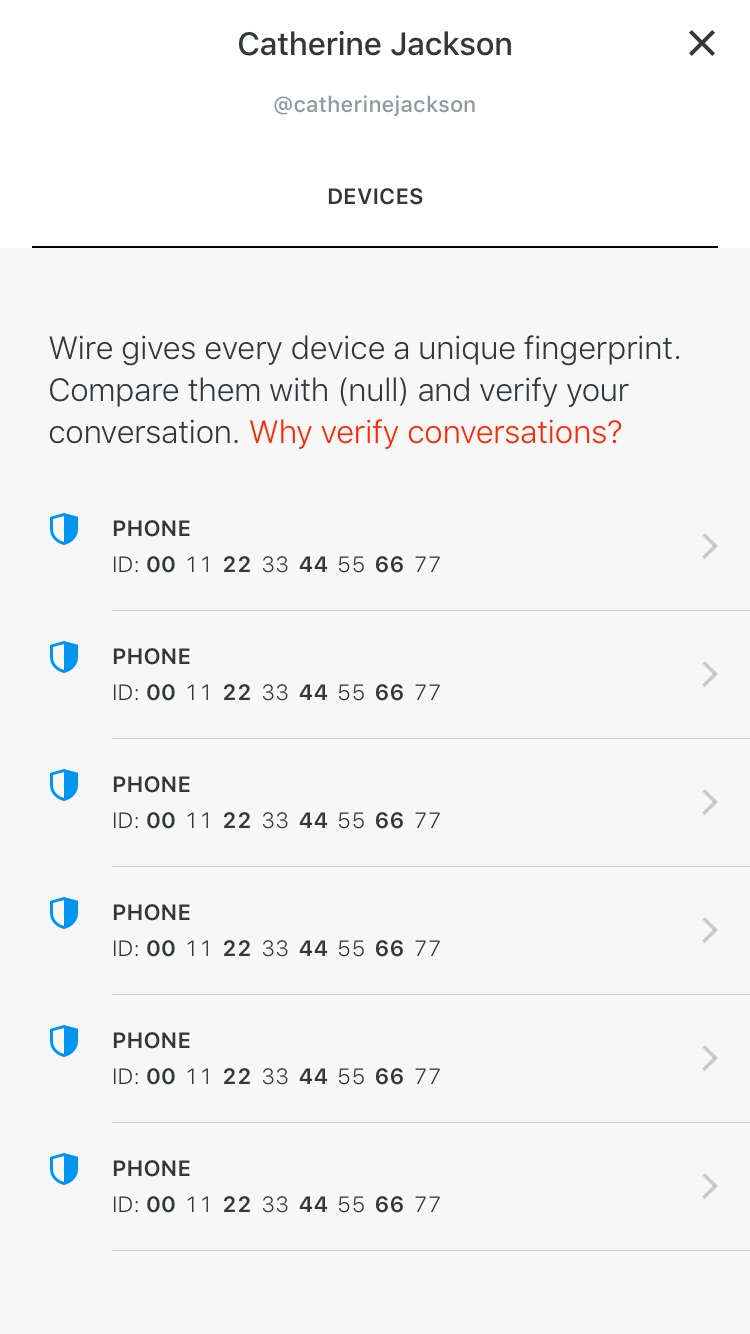 Catherine Jackson
@catherinejackson
DEVICES
Wire gives every device a unique fingerprint.
Compare them with (null) and verify your
conversation. Why verify conversations?
PHONE
ID: 00 11 22 33 44 55 66 77
PHONE
ID: 00 11 22 33 44 55 66 77
PHONE
ID: 00 11 22 33 44 55 66 77
PHONE
ID: 00 11 22 33 44 55 66 77
PHONE
ID: 00 11 22 33 44 55 66 77
PHONE
ID: 00 11 22 33 44 55 66 77